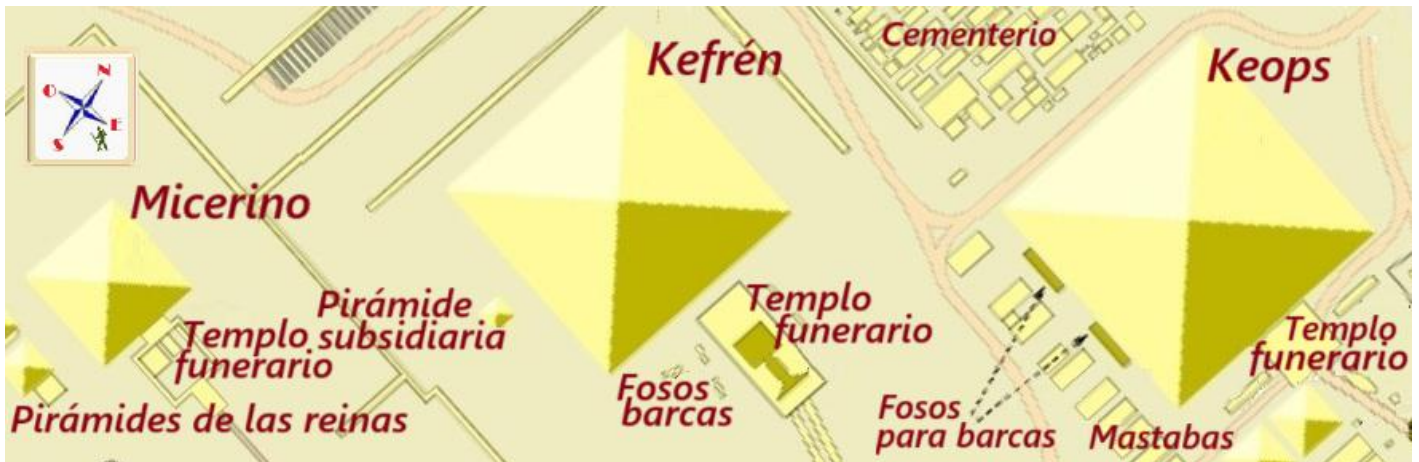 N
O
E
S
Micerino
Kefrén
Cementerio
Keops
Pirámide
subsidiaria
Templo
funerario
Pirámides de las reinas
Fosos
barcas
Templo
funerario
Fosos
para barcas
Mastabas
Templo
funerario